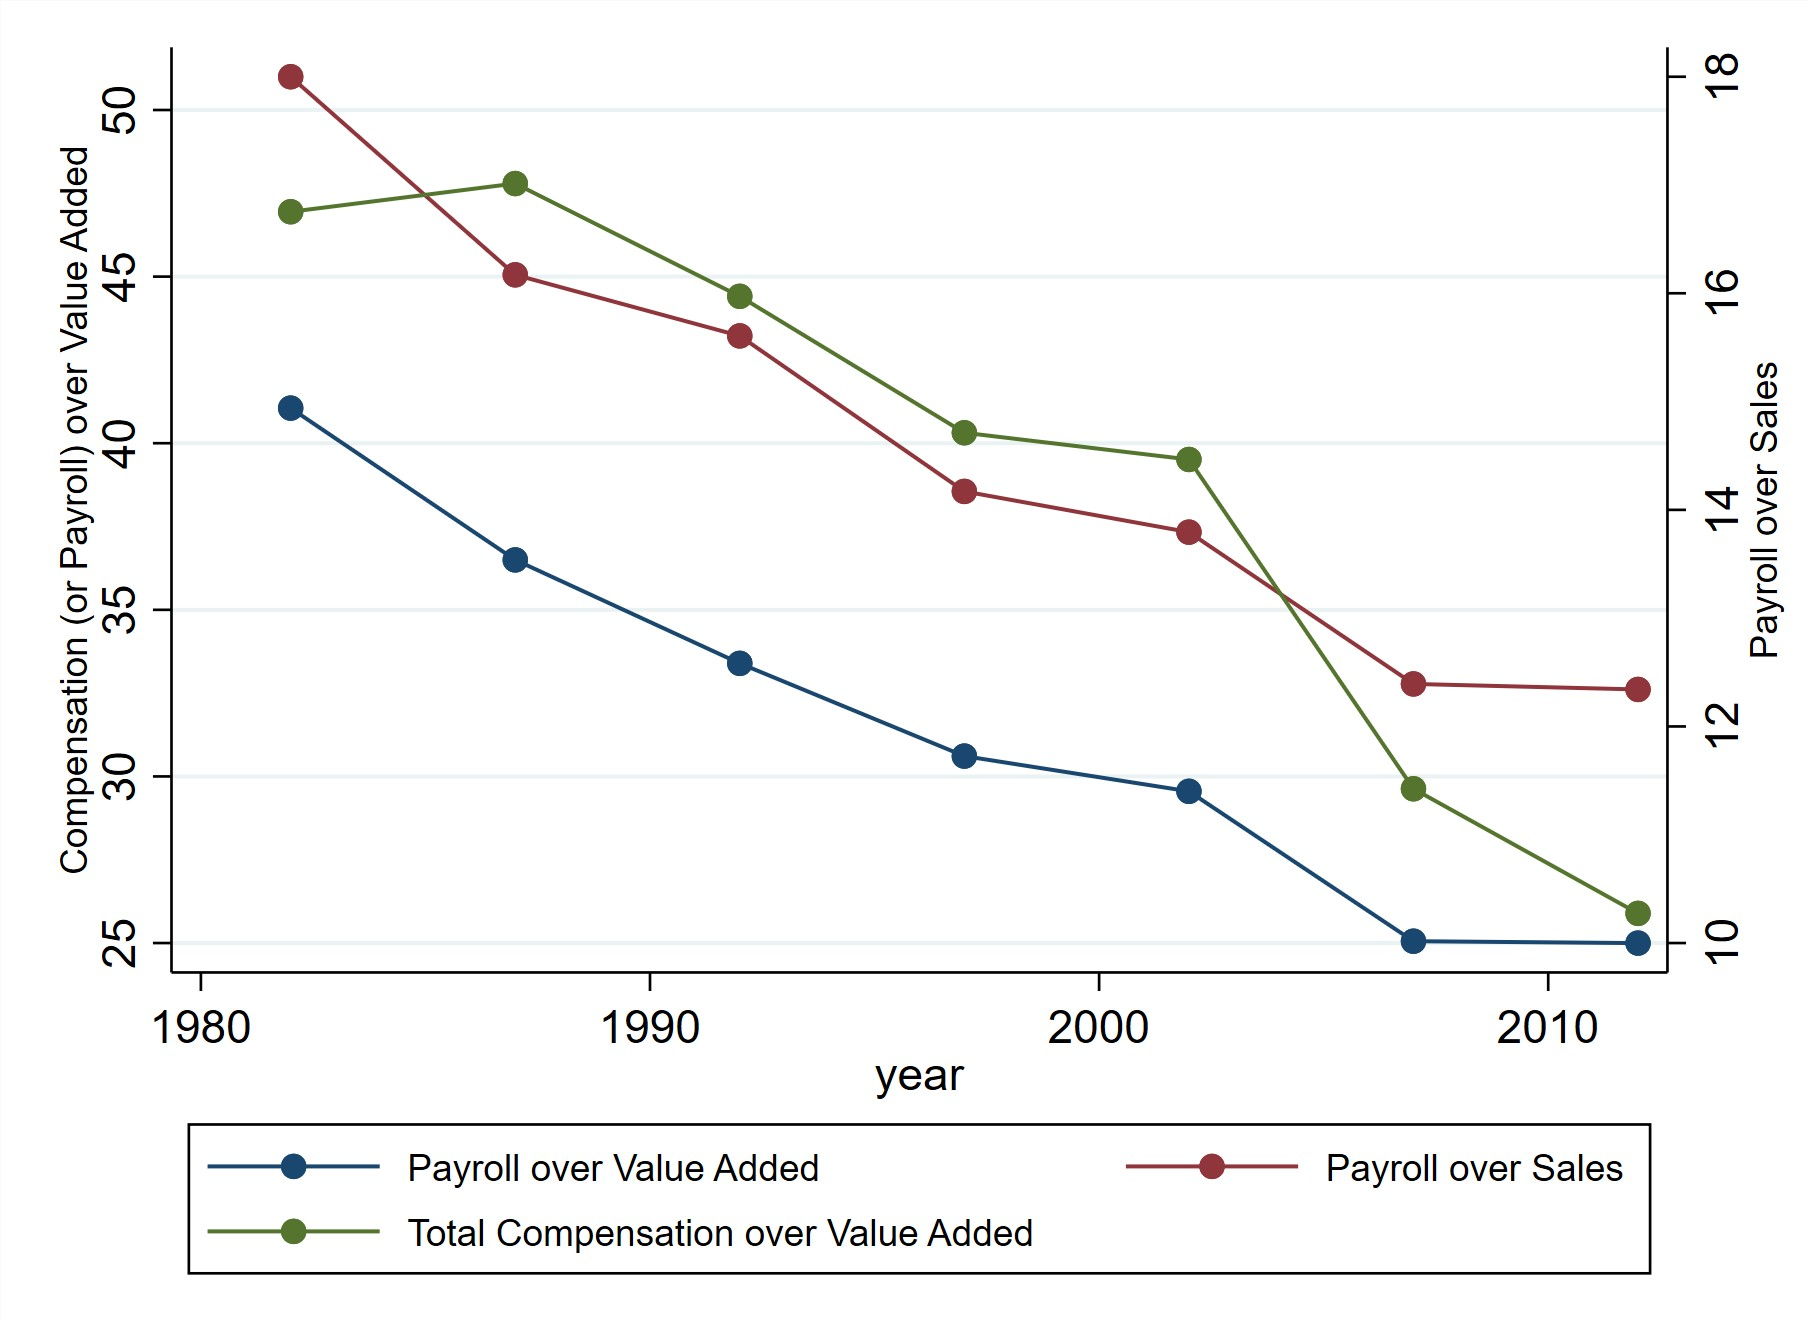 Compensation (or Payroll) over Value Added
50
45
40
35
30
25
18
16
14
12
10
Payroll over Sales
1980 1990 2000 2010
year
Payroll over Value Added Payroll over Sales
Total Compensation over Value Added